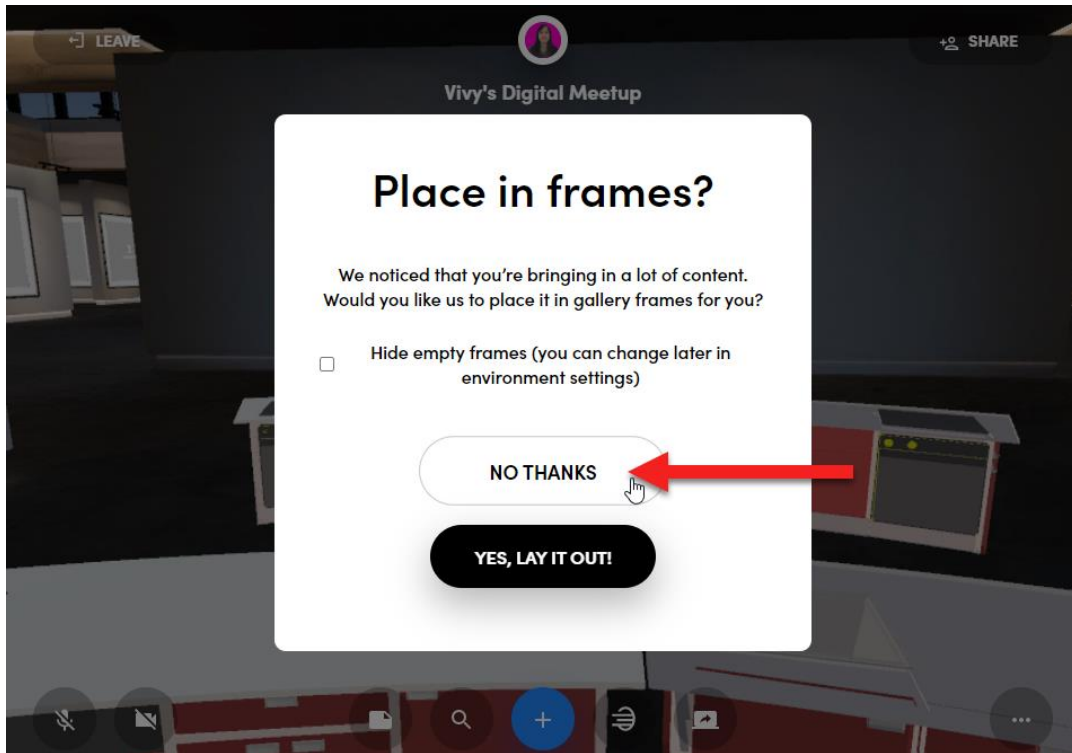 LEAVE
SHARE
Vivy's Digital Meetup
Place in frames?
We noticed that you're bringing in a lot of content.
Would you like us to place it in gallery frames for you?
Hide empty frames (you can change later in
environment settings)
NO THANKS
YES, LAY IT OUT!